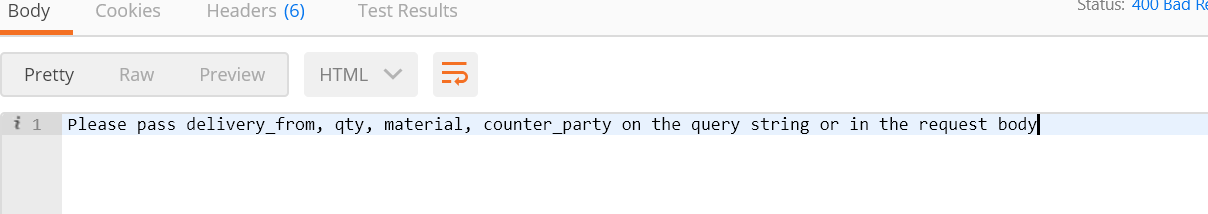 Body Cookies Headers (6) Test Results Status: 400 Bad
Pretty Raw Preview HTML
i 1 Please pass delivery_from, qty, material, counter_party on the query string or in the request body